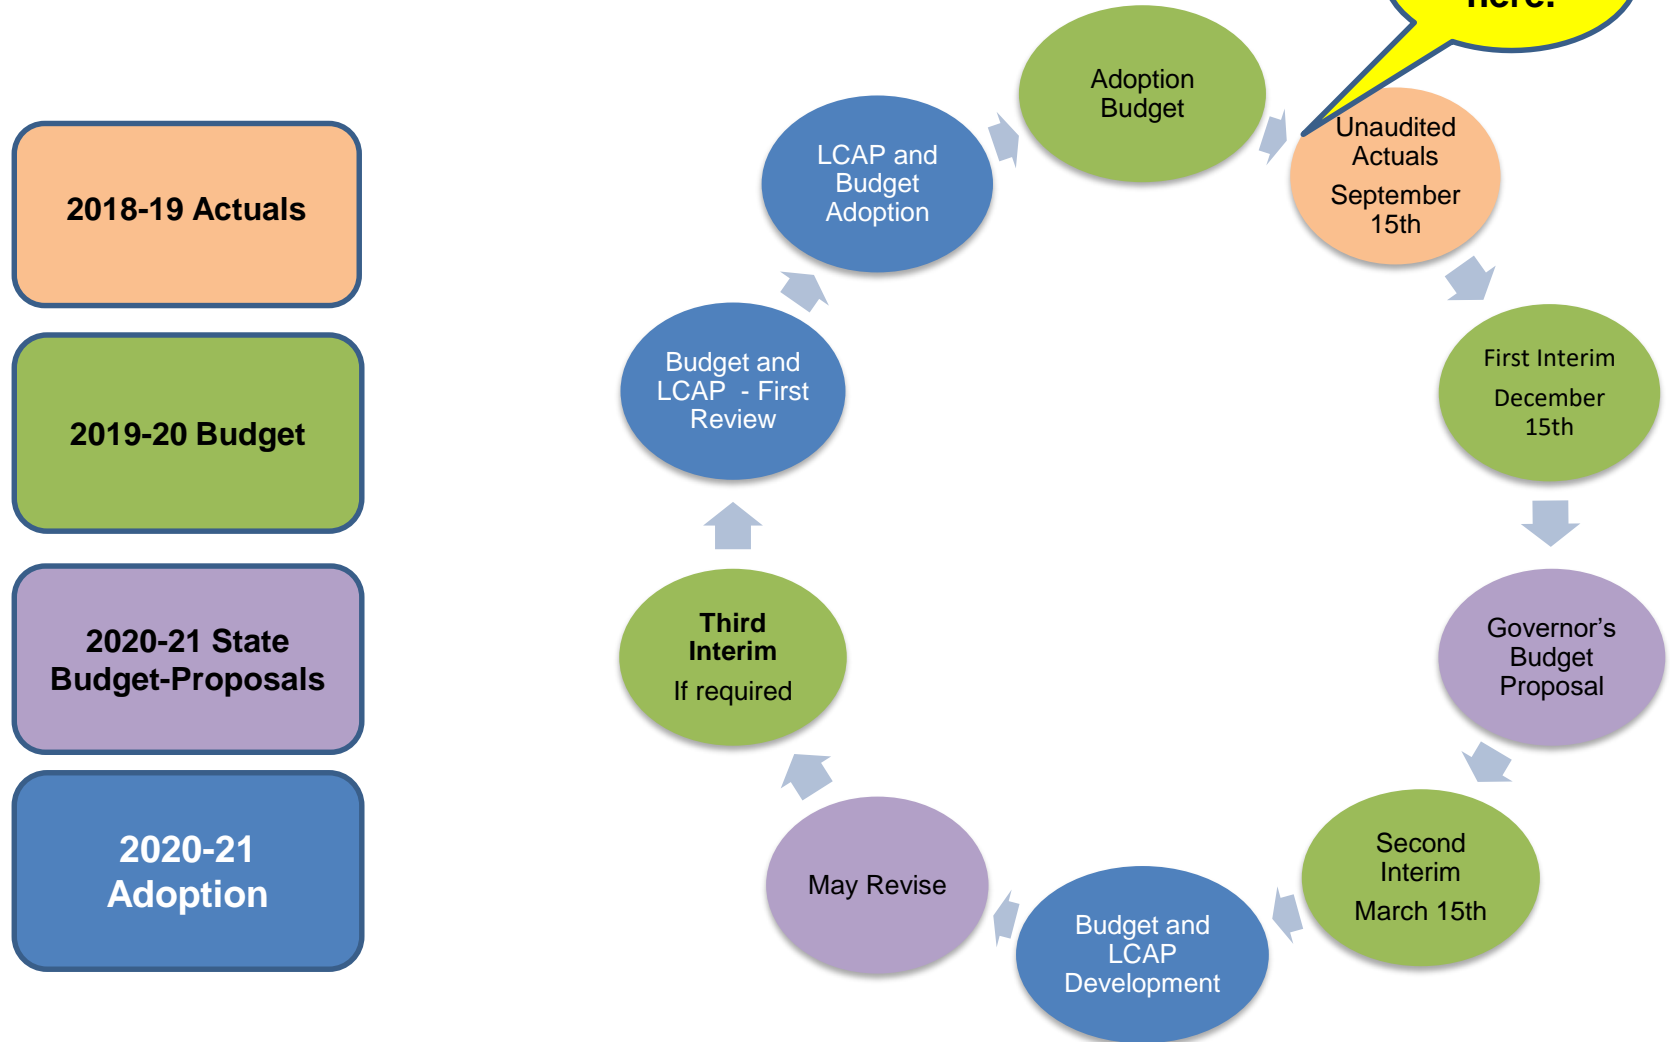 here.
2018-19 Actuals
2019-20 Budget
2020-21 State
Budget-Proposals
2020-21
Adoption
Adoption
Budget
Unaudited
Actuals
September
15th
First Interim
December
15th
Governor's
Budget
Proposal
Second
Interim
March 15th
Budget and
LCAP
Development
May Revise
Third
Interim
If required
Budget and
LCAP  - First
Review
LCAP and
Budget
Adoption